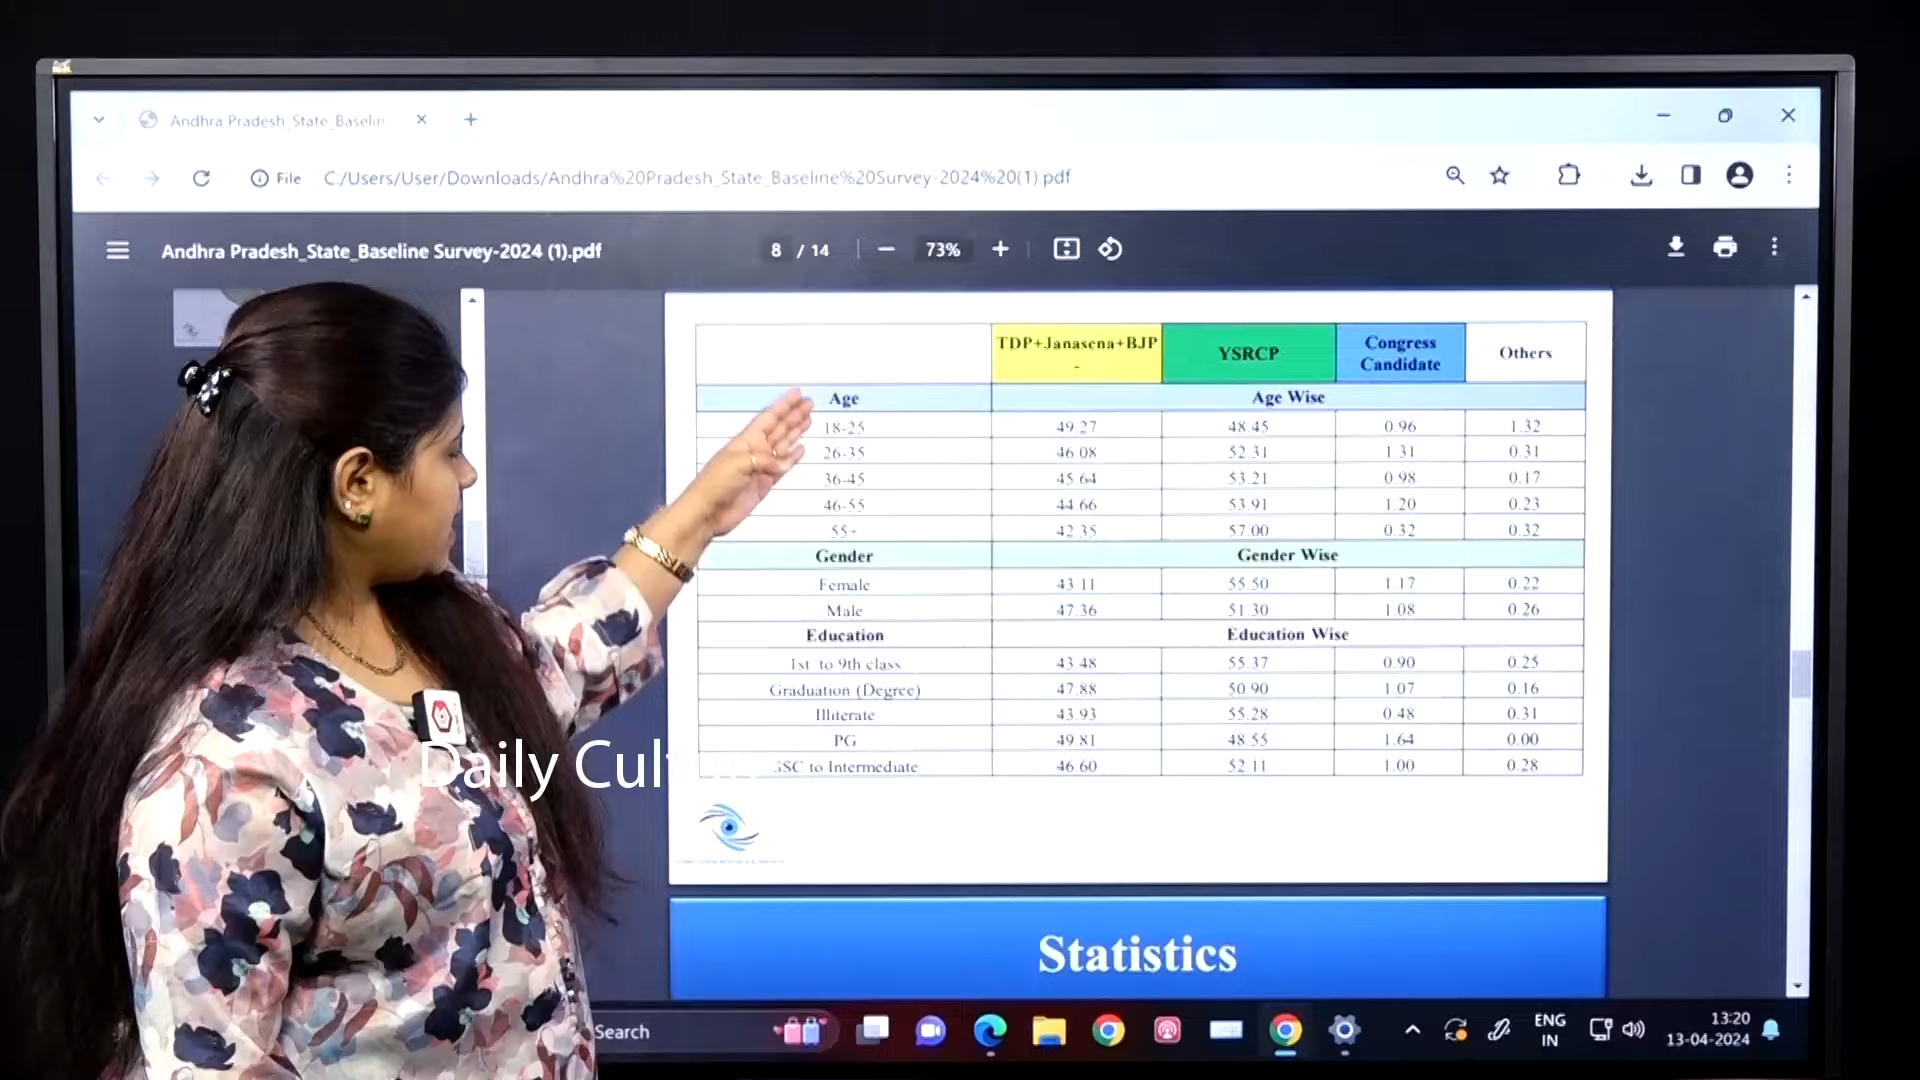 Andhra Pradesh_State_Baselin
File C:/Users/User/Downloads/Andhra%20Pradesh_State_Baseline%20Survey-2024%20(1).pdf
Andhra Pradesh_State_Baseline Survey-2024 (1).pdf 8 / 14 73%
TDP+Janasena+BJP - YSRCP Congress Candidate Others
Age Age Wise
18-25 49.27 48.45 0.96 1.32
26-35 46.08 52.31 1.31 0.31
36-45 45.64 53.21 0.98 0.17
46-55 44.66 53.91 1.20 0.23
55+ 42.35 57.00 0.32 0.32
Gender Gender Wise
Female 43.11 55.50 1.17 0.22
Male 47.36 51.30 1.08 0.26
Education Education Wise
1st to 9th class 43.48 55.37 0.90 0.25
Graduation (Degree) 47.88 50.90 1.07 0.16
Illiterate 43.93 55.28 0.48 0.31
PG 49.81 48.55 1.64 0.00
SSC to Intermediate 46.60 52.11 1.00 0.28
Daily Culture
Statistics
Search
ENG
IN
13:20
13-04-2024